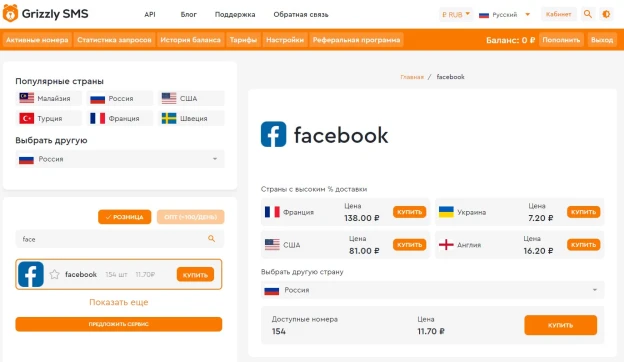 Grizzly SMS
API Блог Поддержка Обратная связь
₽ RUB Русский Кабинет
Активные номера Статистика запросов История баланса Тарифы Настройки Реферальная программа
Баланс: 0 ₽ Пополнить Выход
Популярные страны
Малайзия Россия США
Турция Франция Швеция
Выбрать другую
Россия
РОЗНИЦА
face
facebook 154 шт 11.70₽ КУПИТЬ
Показать еще
ПРЕДЛОЖИТЬ СЕРВИС
Главная / facebook
facebook
Страны с высоким % доставки
Франция Цена 138.00 ₽ КУПИТЬ
Украина Цена 7.20 ₽ КУПИТЬ
США Цена 81.00 ₽ КУПИТЬ
Англия Цена 16.20 ₽ КУПИТЬ
Выбрать другую страну
Россия
Доступные номера Цена
154 11.70 ₽ КУПИТЬ